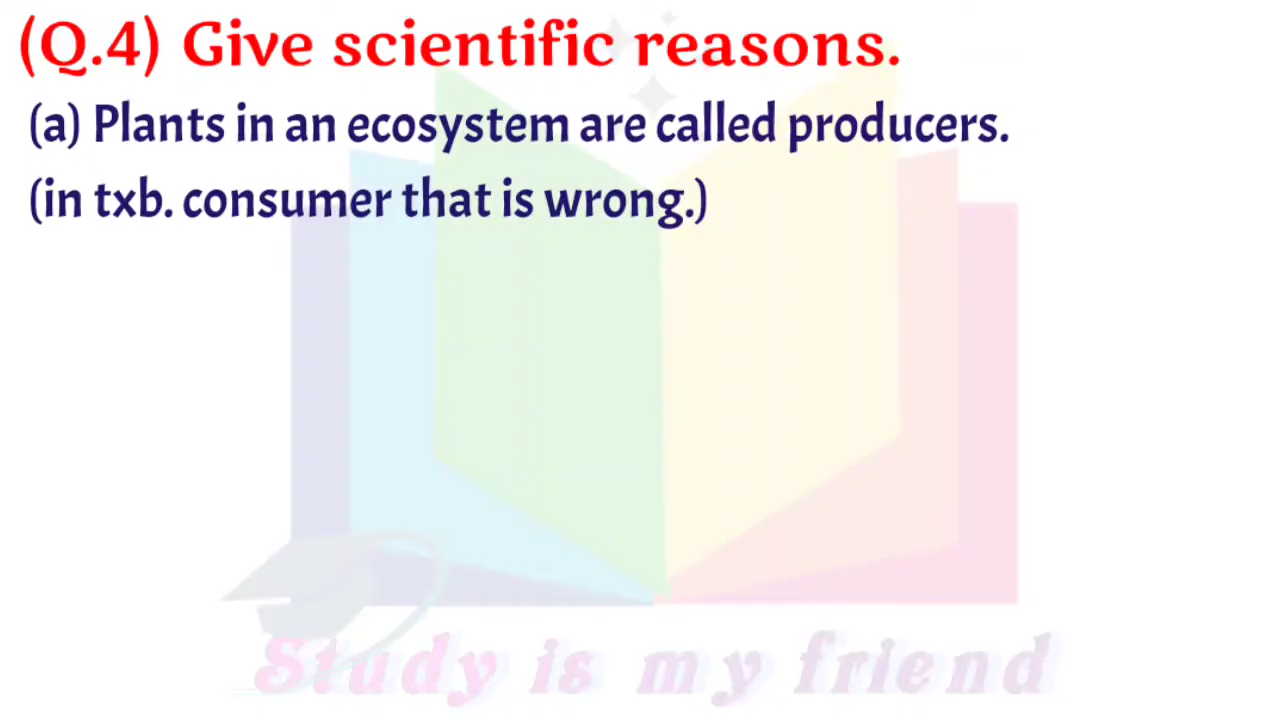 (Q.4) Give scientific reasons.
(a) Plants in an ecosystem are called producers.
(in txb. consumer that is wrong.)
Study is my friend